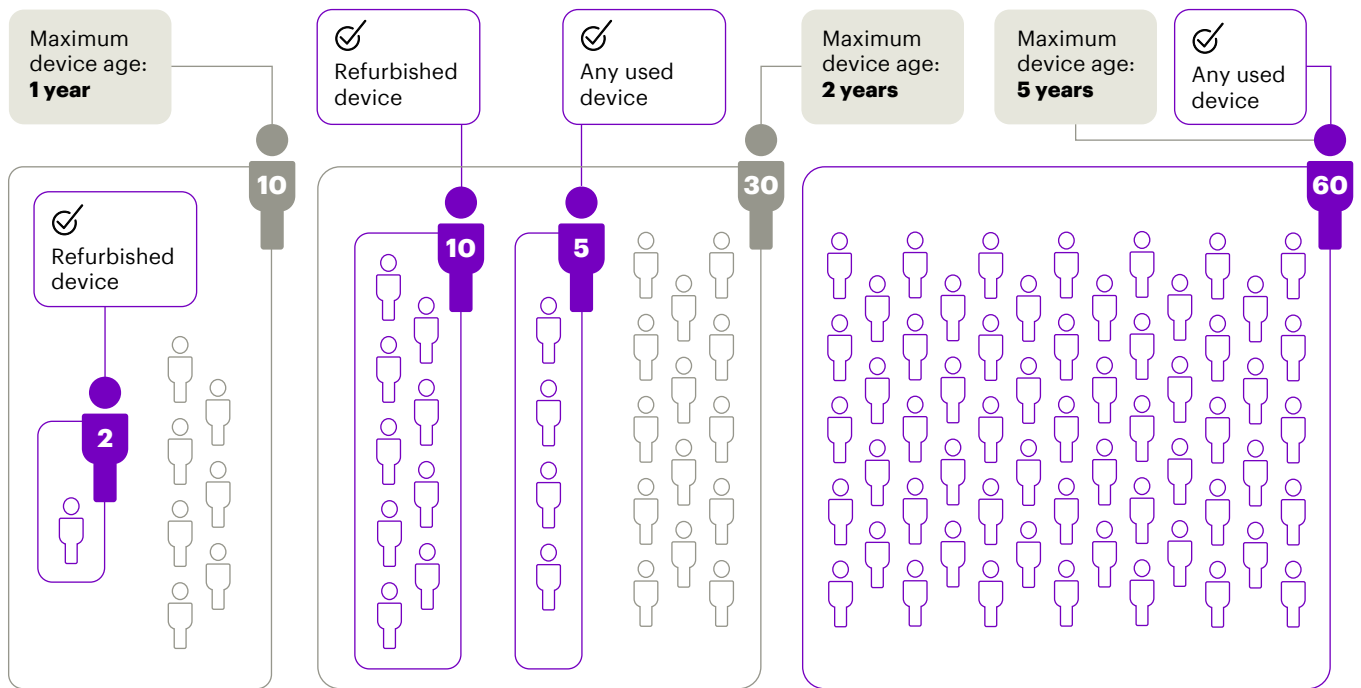 Maximum
device age:
1 year
Refurbished
device
Any used
device
Maximum
device age:
2 years
Maximum
device age:
5 years
Any used
device
10
30
60
Refurbished
device
10
5
2